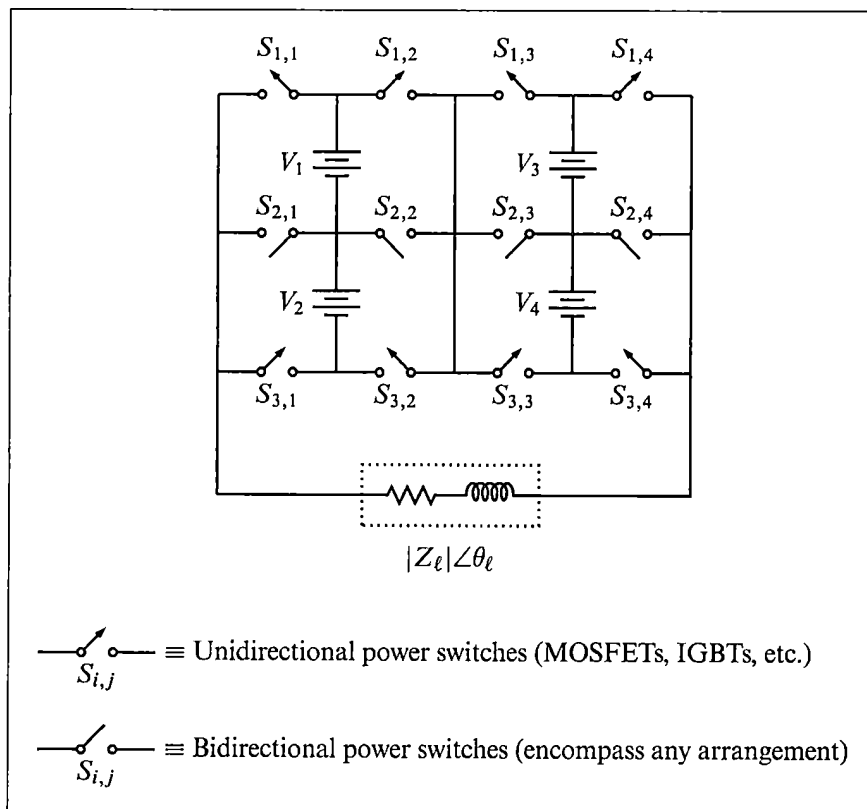 S1,1 S1,2 S1,3 S1,4
V1 V3
S2,1 S2,2 S2,3 S2,4
V2 V4
S3,1 S3,2 S3,3 S3,4
|Zℓ|∠θℓ
≡ Unidirectional power switches (MOSFETs, IGBTs, etc.)
Si,j
≡ Bidirectional power switches (encompass any arrangement)
Si,j